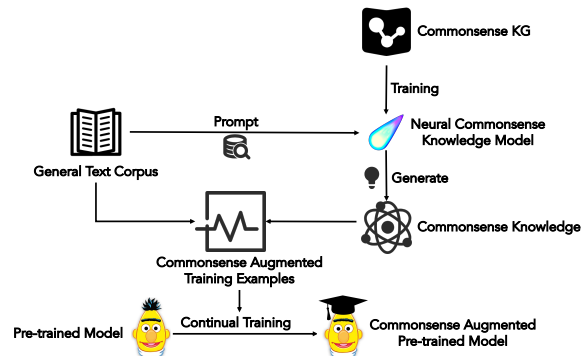 Commonsense KG
Training
Prompt
Neural Commonsense
Knowledge Model
General Text Corpus
Generate
Commonsense Knowledge
Commonsense Augmented
Training Examples
Pre-trained Model
Continual Training
Commonsense Augmented
Pre-trained Model